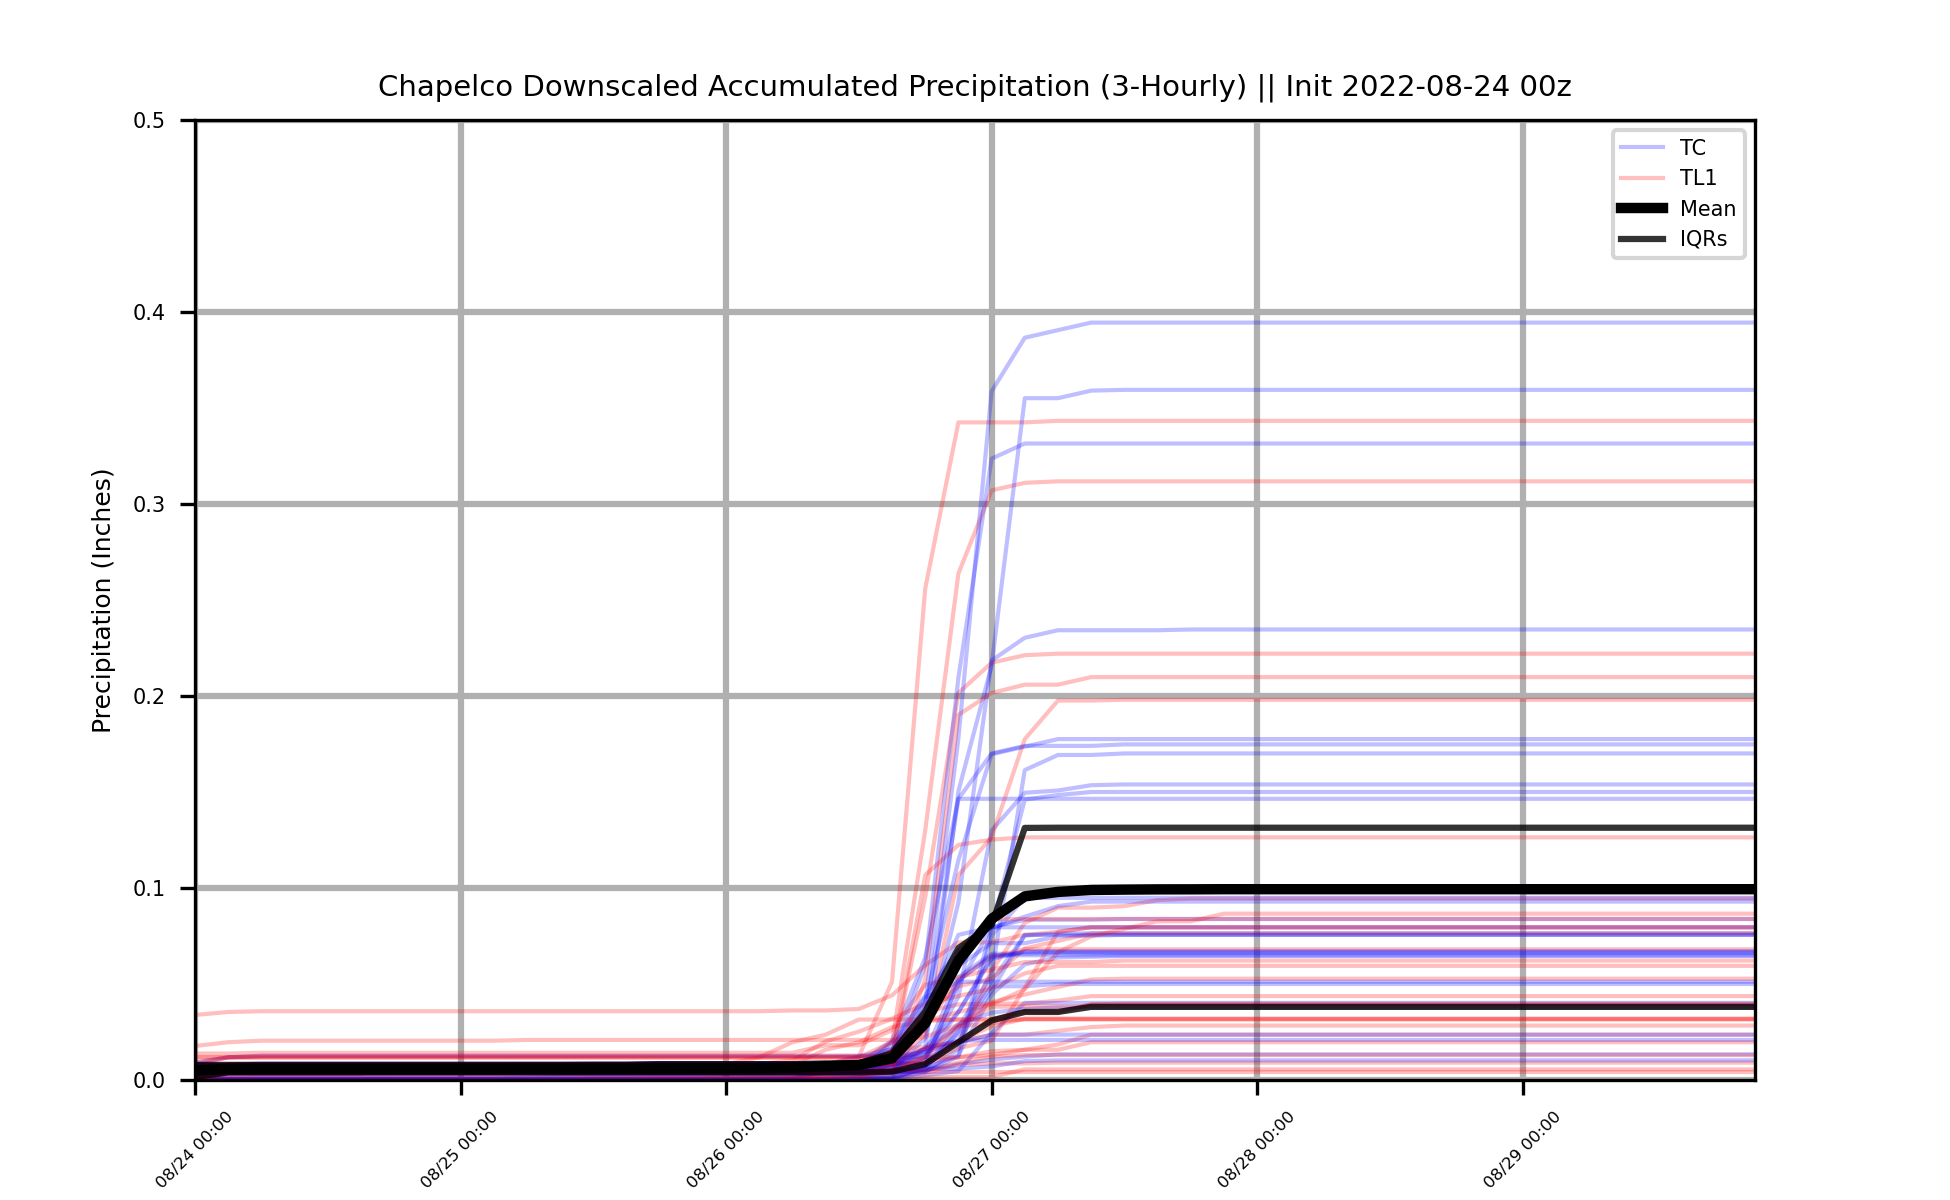 Chapelco Downscaled Accumulated Precipitation (3-Hourly) || Init 2022-08-24 00z
0.5
0.4
0.3
0.2
0.1
0.0
Precipitation (Inches)
TC
TL1
Mean
IQRs
08/24 00:00
08/25 00:00
08/26 00:00
08/27 00:00
08/28 00:00
08/29 00:00